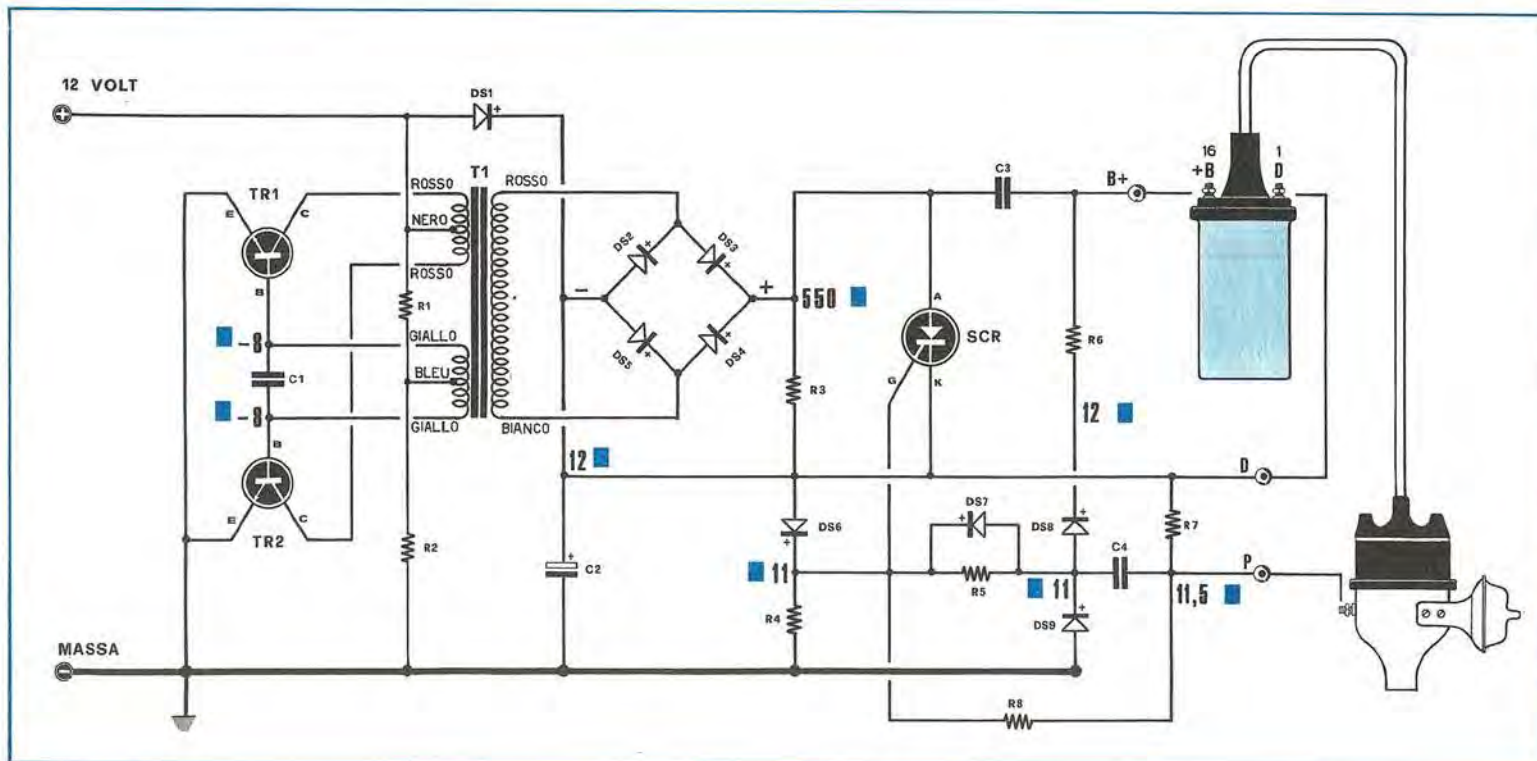 12 VOLT
DS1
+
16
+B
1
D
TR1
E
C
B
ROSSO
T1
ROSSO
NERO
ROSSO
R1
GIALLO
BLEU
GIALLO
BIANCO
-8
C1
-8
B
TR2
E
C
R2
DS2
+
DS3
+
DS5
+
DS4
+
-
+
550
C3
B+
A
SCR
G
K
R3
R6
12
12
D
C2
+
DS6
+
11
R4
DS7
+
R5
DS8
+
11
C4
DS9
+
R7
P
11,5
R8
MASSA